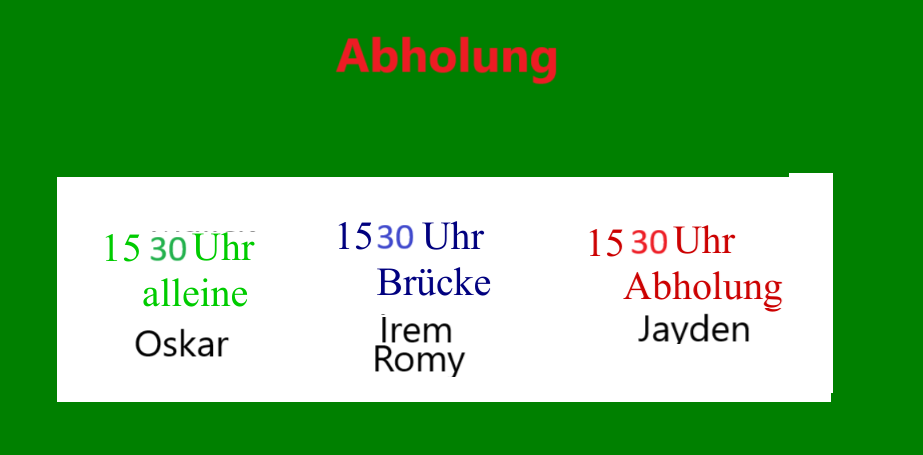 Abholung
15 30 Uhr
alleine
Oskar
15 30 Uhr
Brücke
Irem
Romy
15 30 Uhr
Abholung
Jayden